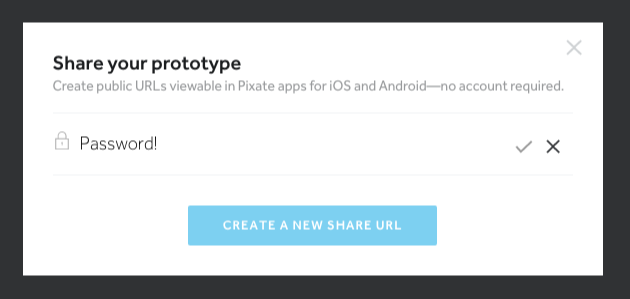 Share your prototype
Create public URLs viewable in Pixate apps for iOS and Android—no account required.
Password!
CREATE A NEW SHARE URL